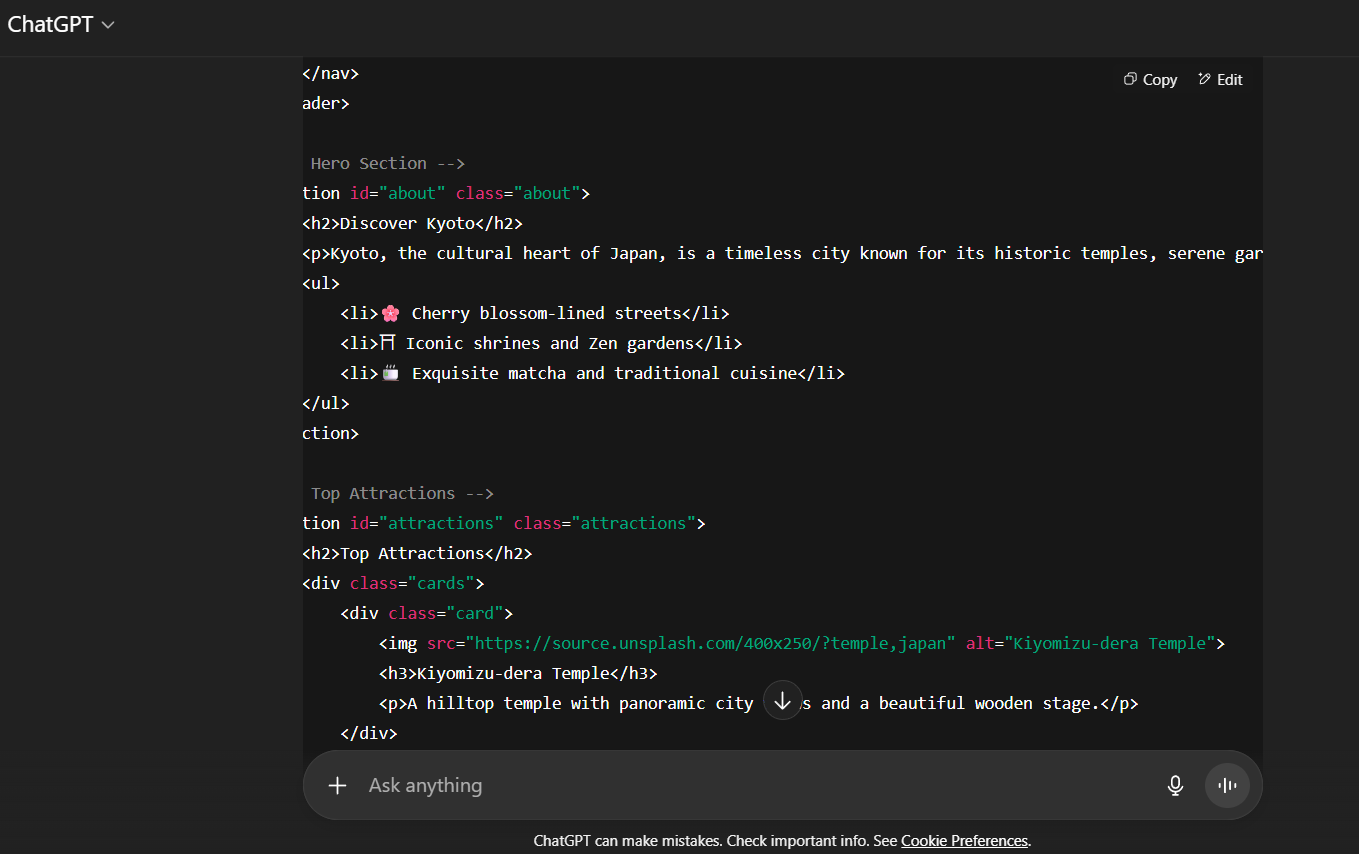 ChatGPT
</nav>
Copy Edit
ader>
Hero Section -->
tion id="about" class="about">
<h2>Discover Kyoto</h2>
<p>Kyoto, the cultural heart of Japan, is a timeless city known for its historic temples, serene gar
<ul>
<li>🌸 Cherry blossom-lined streets</li>
<li>⛩ Iconic shrines and Zen gardens</li>
<li>🍵 Exquisite matcha and traditional cuisine</li>
</ul>
ction>
Top Attractions -->
tion id="attractions" class="attractions">
<h2>Top Attractions</h2>
<div class="cards">
<div class="card">
<img src="https://source.unsplash.com/400x250/?temple,japan" alt="Kiyomizu-dera Temple">
<h3>Kiyomizu-dera Temple</h3>
<p>A hilltop temple with panoramic city s and a beautiful wooden stage.</p>
</div>
Ask anything
ChatGPT can make mistakes. Check important info. See Cookie Preferences.